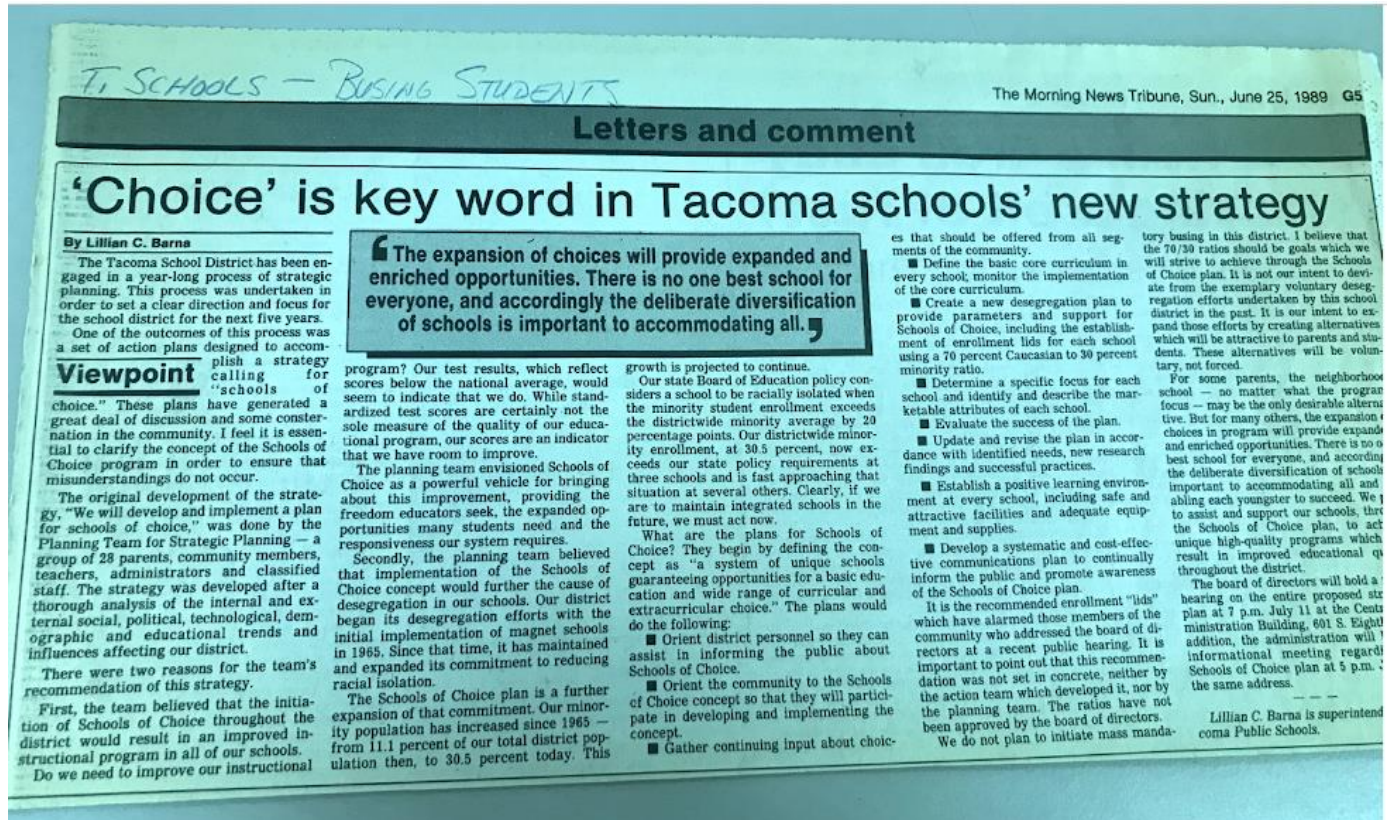 T. SCHOOLS — BUSING STUDENTS
The Morning News Tribune, Sun., June 25, 1989 G5
Letters and comment
'Choice' is key word in Tacoma schools' new strategy
By Lillian C. Barna
The Tacoma School District has been en-
gaged in a year-long process of strategic
planning. This process was undertaken in
order to set a clear direction and focus for
the school district for the next five years.
One of the outcomes of this process was
a set of action plans designed to accom-
Viewpoint
plish a strategy
calling for
"schools of
choice." These plans have generated a
great deal of discussion and some conster-
nation in the community. I feel it is essen-
tial to clarify the concept of the Schools of
Choice program in order to ensure that
misunderstandings do not occur.
The original development of the strate-
gy, "We will develop and implement a plan
for schools of choice," was done by the
Planning Team for Strategic Planning — a
group of 28 parents, community members,
teachers, administrators and classified
staff. The strategy was developed after a
thorough analysis of the internal and ex-
ternal social, political, technological, dem-
ographic and educational trends and
influences affecting our district.
There were two reasons for the team's
recommendation of this strategy.
First, the team believed that the initia-
tion of Schools of Choice throughout the
district would result in an improved in-
structional program in all of our schools.
Do we need to improve our instructional
❛ The expansion of choices will provide expanded and
enriched opportunities. There is no one best school for
everyone, and accordingly the deliberate diversification
of schools is important to accommodating all. ❜
program? Our test results, which reflect
scores below the national average, would
seem to indicate that we do. While stand-
ardized test scores are certainly not the
sole measure of the quality of our educa-
tional program, our scores are an indicator
that we have room to improve.
The planning team envisioned Schools of
Choice as a powerful vehicle for bringing
about this improvement, providing the
freedom educators seek, the expanded op-
portunities many students need and the
responsiveness our system requires.
Secondly, the planning team believed
that implementation of the Schools of
Choice concept would further the cause of
desegregation in our schools. Our district
began its desegregation efforts with the
initial implementation of magnet schools
in 1965. Since that time, it has maintained
and expanded its commitment to reducing
racial isolation.
The Schools of Choice plan is a further
expansion of that commitment. Our minor-
ity population has increased since 1965 —
from 11.1 percent of our total district pop-
ulation then, to 30.5 percent today. This
growth is projected to continue.
Our state Board of Education policy con-
siders a school to be racially isolated when
the minority student enrollment exceeds
the districtwide minority average by 20
percentage points. Our districtwide minor-
ity enrollment, at 30.5 percent, now ex-
ceeds our state policy requirements at
three schools and is fast approaching that
situation at several others. Clearly, if we
are to maintain integrated schools in the
future, we must act now.
What are the plans for Schools of
Choice? They begin by defining the con-
cept as "a system of unique schools
guaranteeing opportunities for a basic edu-
cation and wide range of curricular and
extracurricular choice." The plans would
do the following:
■ Orient district personnel so they can
assist in informing the public about
Schools of Choice.
■ Orient the community to the Schools
of Choice concept so that they will partici-
pate in developing and implementing the
concept.
■ Gather continuing input about choic-
es that should be offered from all seg-
ments of the community.
■ Define the basic core curriculum in
every school; monitor the implementation
of the core curriculum.
■ Create a new desegregation plan to
provide parameters and support for
Schools of Choice, including the establish-
ment of enrollment lids for each school
using a 70 percent Caucasian to 30 percent
minority ratio.
■ Determine a specific focus for each
school and identify and describe the mar-
ketable attributes of each school.
■ Evaluate the success of the plan.
■ Update and revise the plan in accor-
dance with identified needs, new research
findings and successful practices.
■ Establish a positive learning environ-
ment at every school, including safe and
attractive facilities and adequate equip-
ment and supplies.
■ Develop a systematic and cost-effec-
tive communications plan to continually
inform the public and promote awareness
of the Schools of Choice plan.
It is the recommended enrollment "lids"
which have alarmed those members of the
community who addressed the board of di-
rectors at a recent public hearing. It is
important to point out that this recommen-
dation was not set in concrete, neither by
the action team which developed it, nor by
the planning team. The ratios have not
been approved by the board of directors.
We do not plan to initiate mass manda-
tory busing in this district. I believe that
the 70/30 ratios should be goals which we
will strive to achieve through the Schools
of Choice plan. It is not our intent to devi-
ate from the exemplary voluntary deseg-
regation efforts undertaken by this school
district in the past. It is our intent to ex-
pand those efforts by creating alternatives
which will be attractive to parents and stu-
dents. These alternatives will be volun-
tary, not forced.
For some parents, the neighborhood
school — no matter what the program
focus — may be the only desirable alterna
tive. But for many others, the expansion
choices in program will provide expande
and enriched opportunities. There is no o
best school for everyone, and according
the deliberate diversification of schools
important to accommodating all and
abling each youngster to succeed. We
to assist and support our schools, thro
the Schools of Choice plan, to ach
unique high-quality programs which
result in improved educational qu
throughout the district.
The board of directors will hold a
hearing on the entire proposed str
plan at 7 p.m. July 11 at the Centr
ministration Building, 601 S. Eighth
addition, the administration will
informational meeting regardi
Schools of Choice plan at 5 p.m.
the same address.
Lillian C. Barna is superintend
coma Public Schools.